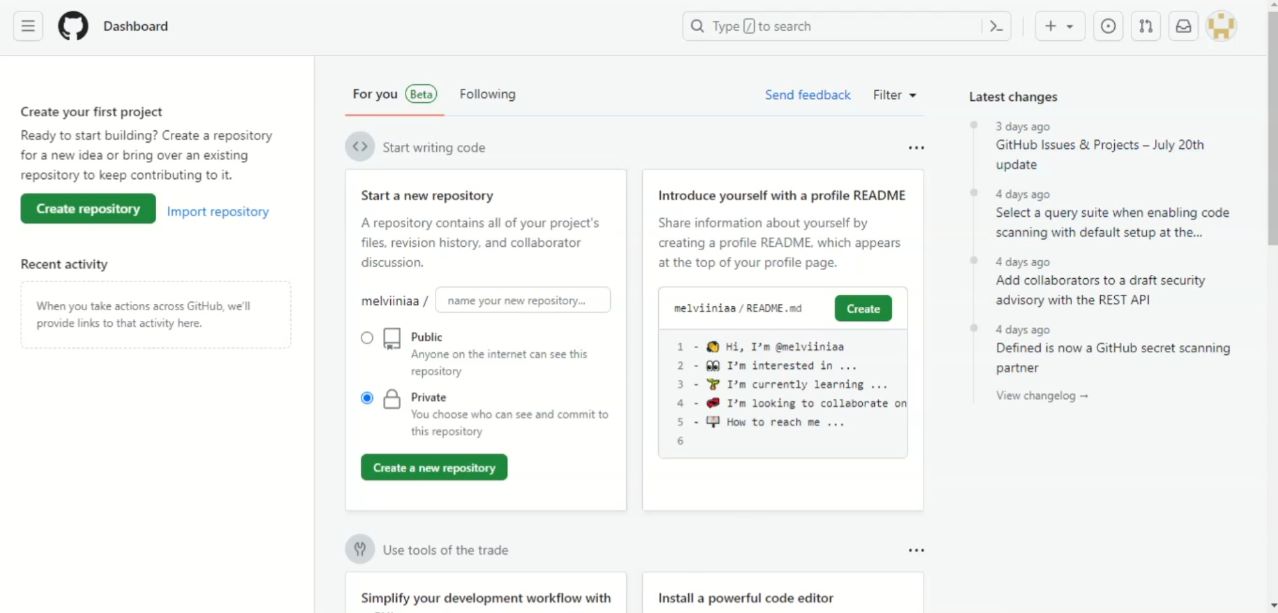 Dashboard
Type / to search
Create your first project
Ready to start building? Create a repository
for a new idea or bring over an existing
repository to keep contributing to it.
Create repository
Import repository
Recent activity
When you take actions across GitHub, we'll
provide links to that activity here.
For you Beta
Following
Send feedback
Filter
Start writing code
Start a new repository
A repository contains all of your project's
files, revision history, and collaborator
discussion.
melviiniaa /
name your new repository...
Public
Anyone on the internet can see this
repository
Private
You choose who can see and commit to
this repository
Create a new repository
Introduce yourself with a profile README
Share information about yourself by
creating a profile README, which appears
at the top of your profile page.
melviiniaa / README.md
Create
1 - 👋 Hi, I'm @melviiniaa
2 - 👀 I'm interested in ...
3 - 🌱 I'm currently learning ...
4 - 💞️ I'm looking to collaborate on
5 - 📫 How to reach me ...
6
Use tools of the trade
Simplify your development workflow with
Install a powerful code editor
Latest changes
3 days ago
GitHub Issues & Projects – July 20th
update
4 days ago
Select a query suite when enabling code
scanning with default setup at the...
4 days ago
Add collaborators to a draft security
advisory with the REST API
4 days ago
Defined is now a GitHub secret scanning
partner
View changelog →